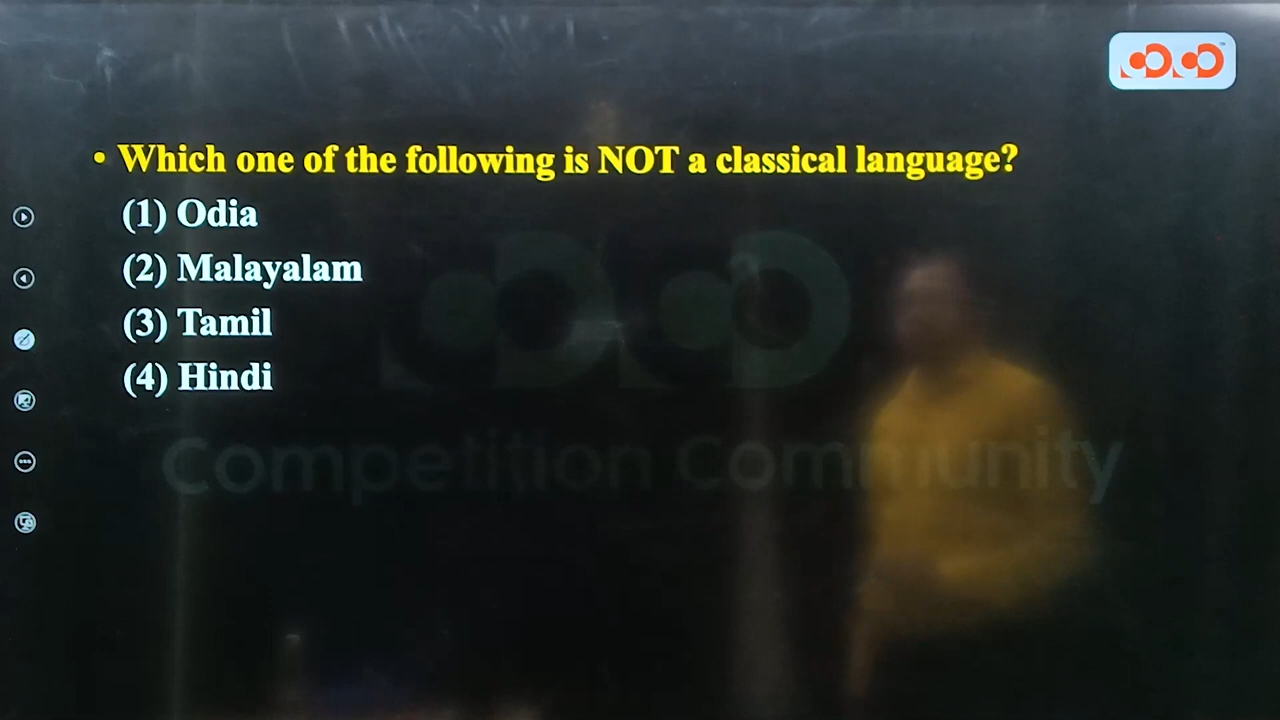 • Which one of the following is NOT a classical language?
(1) Odia
(2) Malayalam
(3) Tamil
(4) Hindi
Competition Community